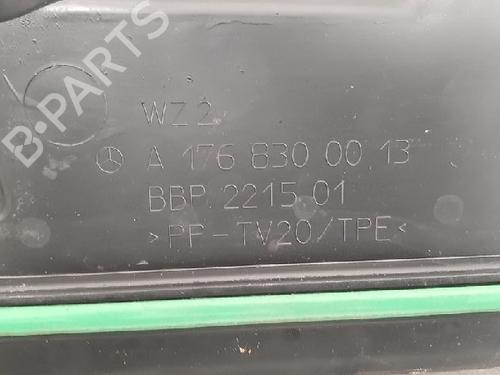 B-PARTS
WZ 2
A 176 830 00 13
BBP 2215 01
>PP-TV20/TPE<